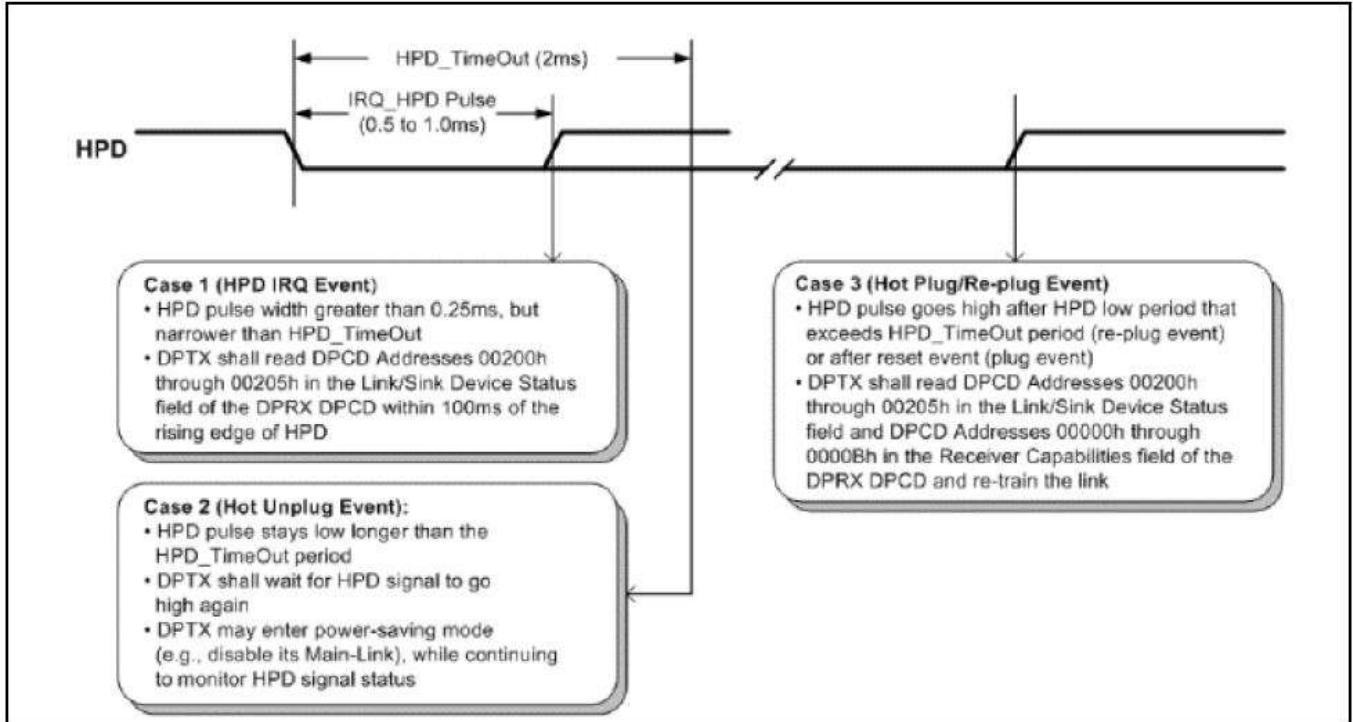 HPD_TimeOut (2ms)
IRQ_HPD Pulse
(0.5 to 1.0ms)
HPD
Case 1 (HPD IRQ Event)
• HPD pulse width greater than 0.25ms, but
narrower than HPD_TimeOut
• DPTX shall read DPCD Addresses 00200h
through 00205h in the Link/Sink Device Status
field of the DPRX DPCD within 100ms of the
rising edge of HPD
Case 2 (Hot Unplug Event):
• HPD pulse stays low longer than the
HPD_TimeOut period
• DPTX shall wait for HPD signal to go
high again
• DPTX may enter power-saving mode
(e.g., disable its Main-Link), while continuing
to monitor HPD signal status
Case 3 (Hot Plug/Re-plug Event)
• HPD pulse goes high after HPD low period that
exceeds HPD_TimeOut period (re-plug event)
or after reset event (plug event)
• DPTX shall read DPCD Addresses 00200h
through 00205h in the Link/Sink Device Status
field and DPCD Addresses 00000h through
0000Bh in the Receiver Capabilities field of the
DPRX DPCD and re-train the link